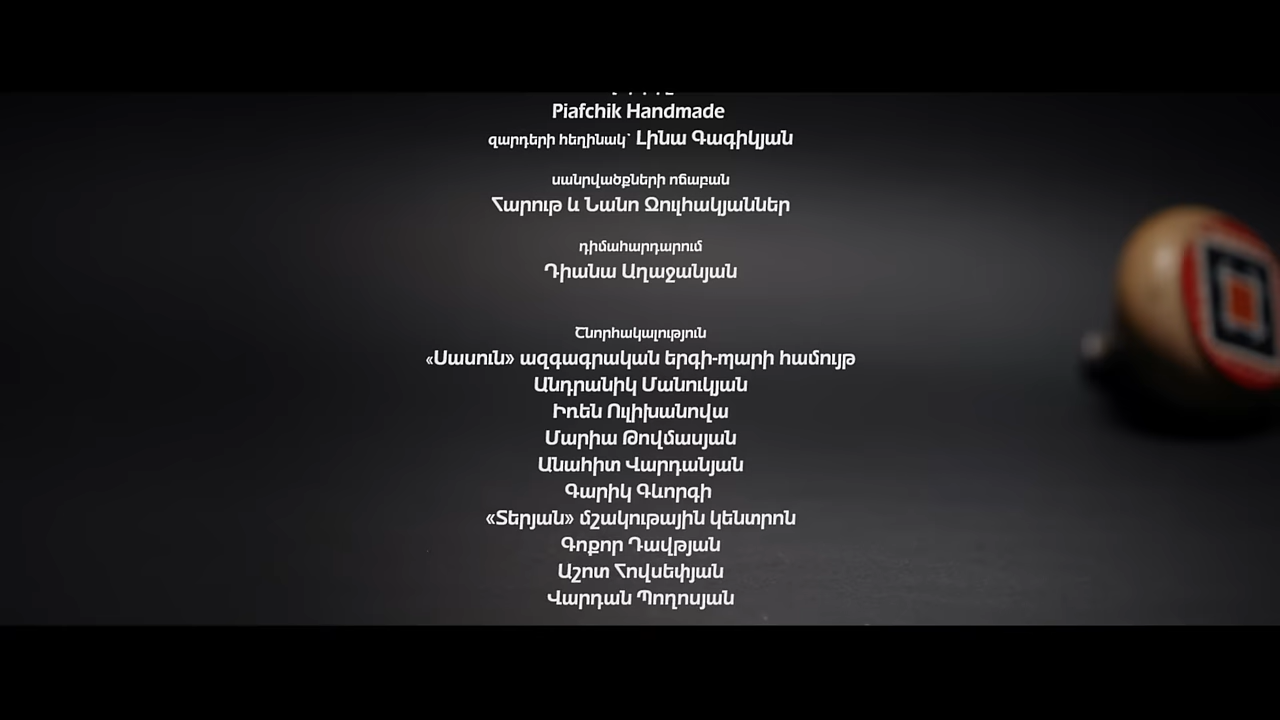 Piafchik Handmade
զարդերի հեղինակ՝ Լինա Գագիկյան
սանրվածքների ոճաբան
Հարութ և Նանո Չուլհակյաններ
դիմահարդարում
Դիանա Աղաջանյան
Շնորհակալություն
«Սասուն» ազգագրական երգի-պարի համույթ
Անդրանիկ Մանուկյան
Իռեն Ուլիխանովա
Մարիա Թովմասյան
Անահիտ Վարդանյան
Գարիկ Գևորգի
«Տերյան» մշակութային կենտրոն
Գոքոր Դավթյան
Աշոտ Հովսեփյան
Վարդան Պողոսյան